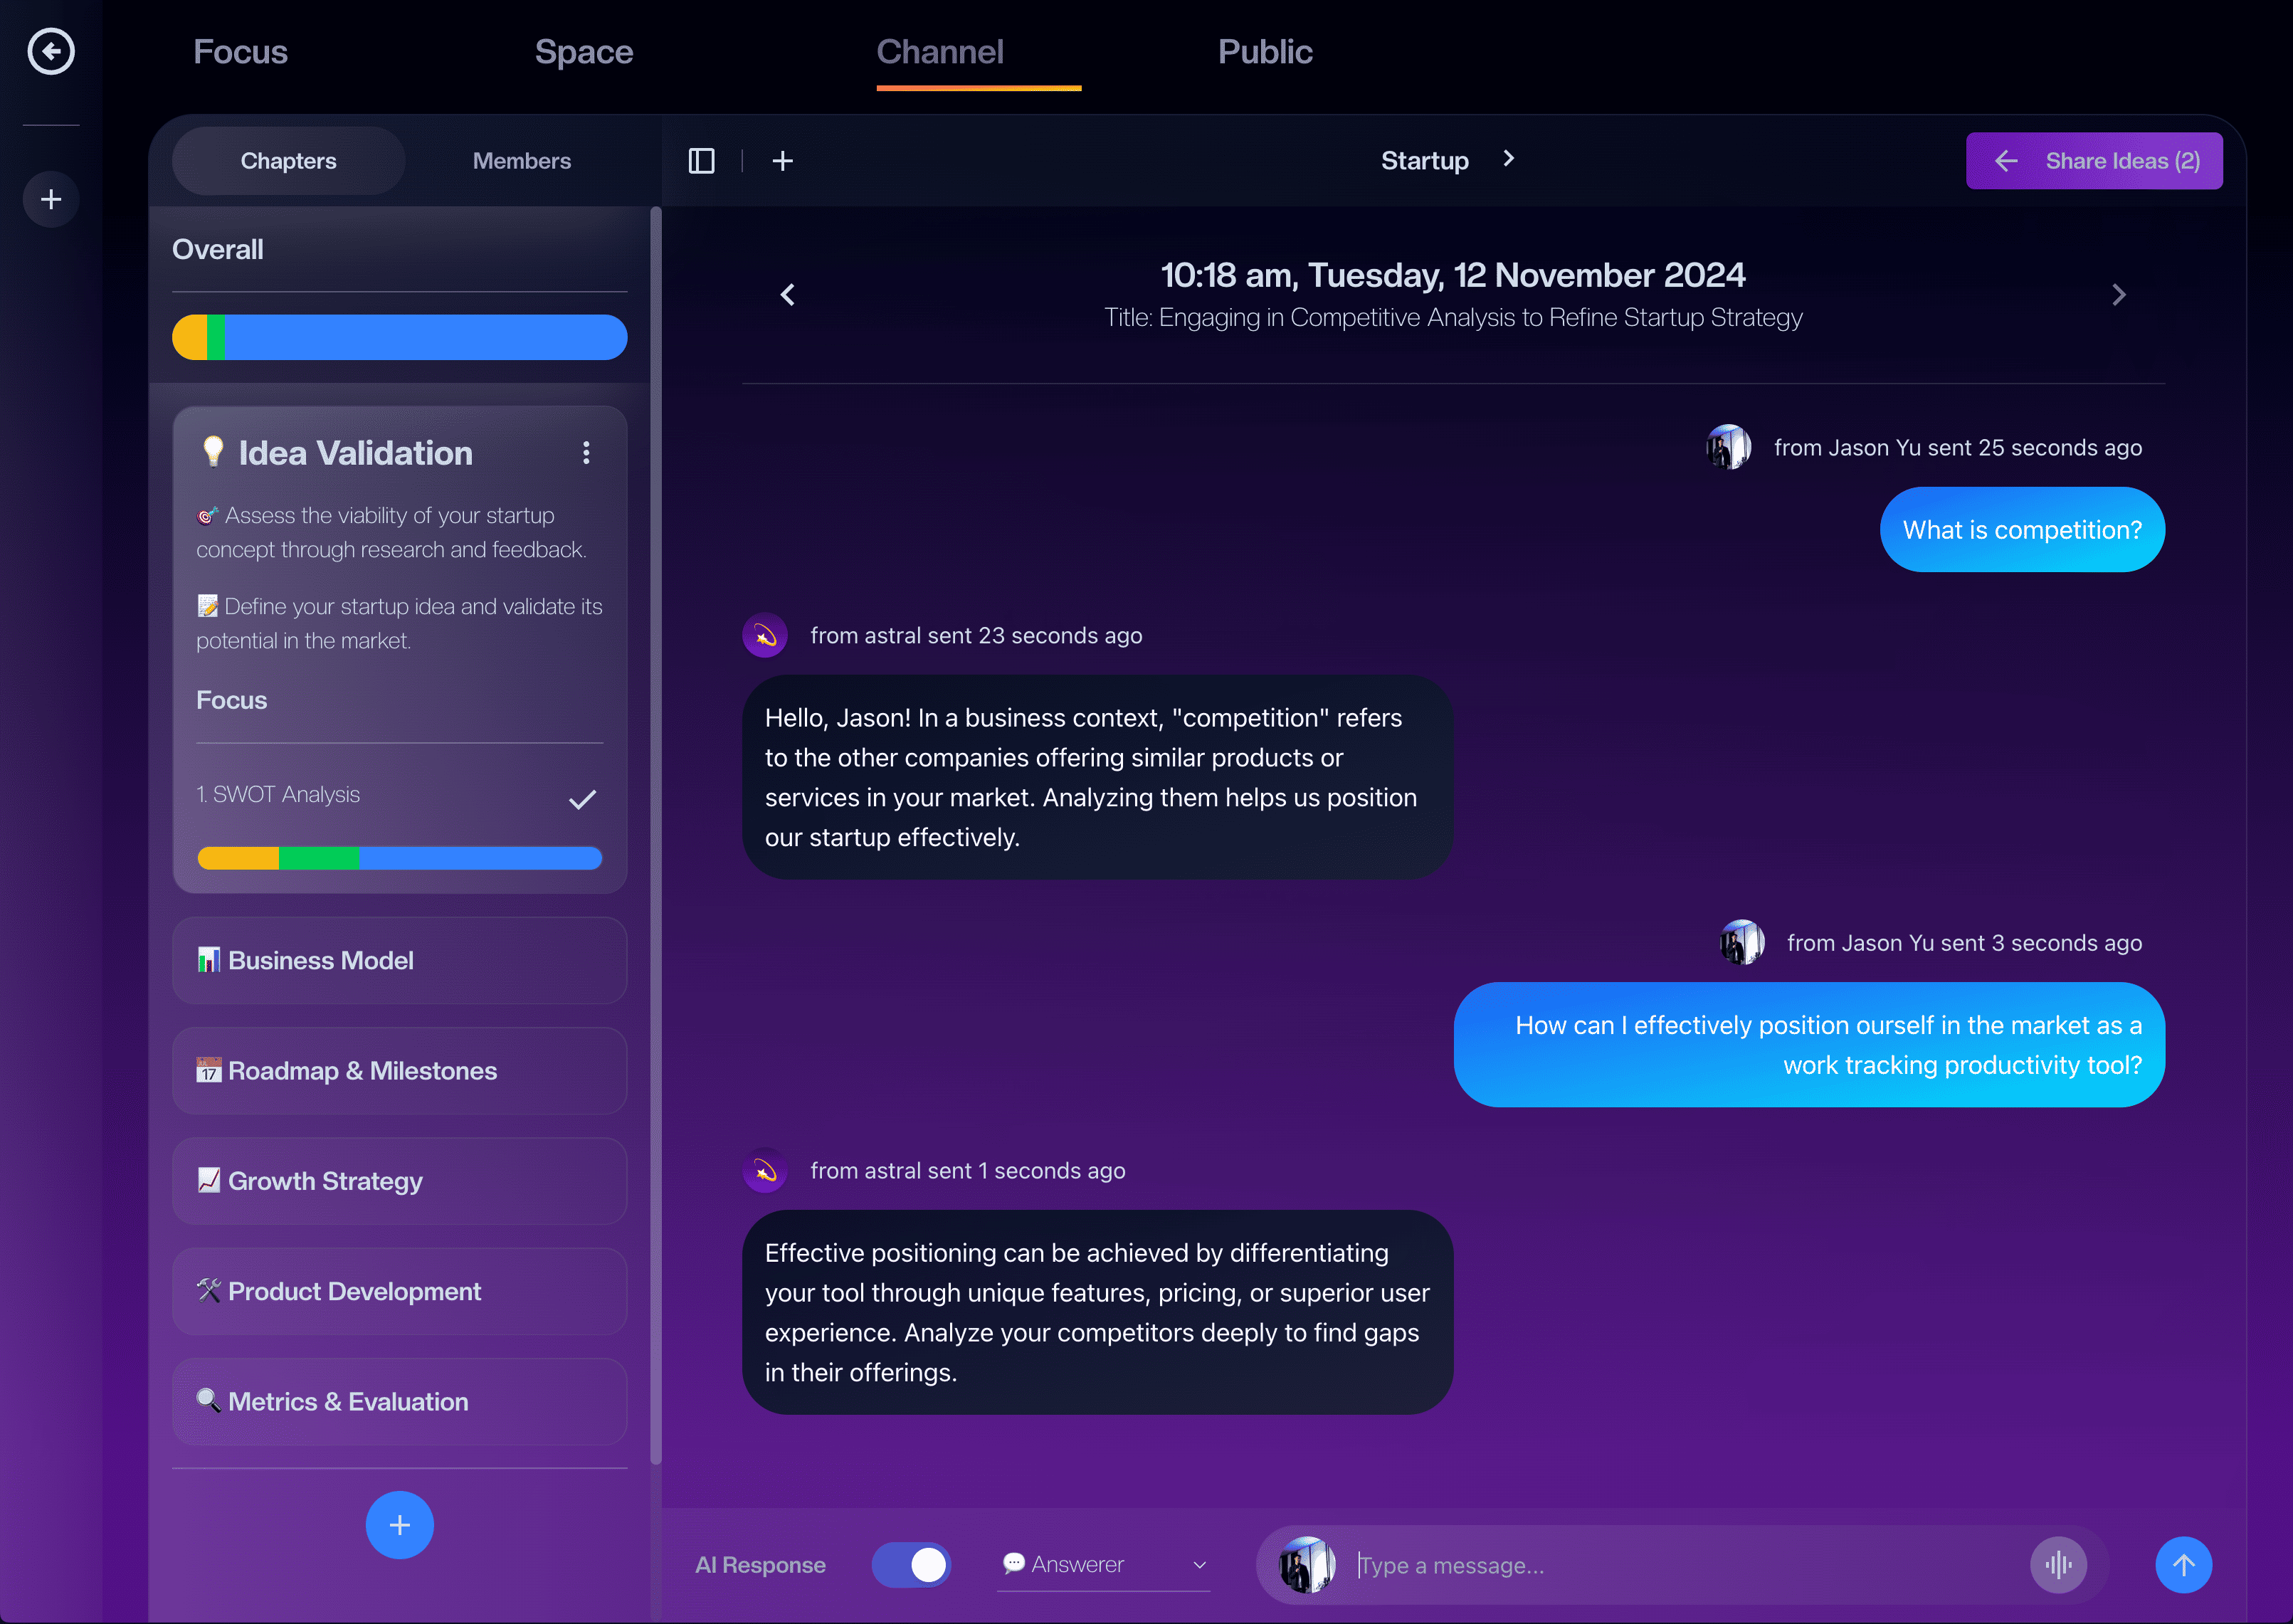 Focus
Space
Channel
Public
Chapters
Members
Startup
Share Ideas (2)
Overall
10:18 am, Tuesday, 12 November 2024
Title: Engaging in Competitive Analysis to Refine Startup Strategy
💡 Idea Validation
🎯 Assess the viability of your startup
concept through research and feedback.
📝 Define your startup idea and validate its
potential in the market.
Focus
1. SWOT Analysis
📊 Business Model
📅 Roadmap & Milestones
📈 Growth Strategy
🛠 Product Development
🔍 Metrics & Evaluation
from Jason Yu sent 25 seconds ago
What is competition?
from astral sent 23 seconds ago
Hello, Jason! In a business context, "competition" refers
to the other companies offering similar products or
services in your market. Analyzing them helps us position
our startup effectively.
from Jason Yu sent 3 seconds ago
How can I effectively position ourself in the market as a
work tracking productivity tool?
from astral sent 1 seconds ago
Effective positioning can be achieved by differentiating
your tool through unique features, pricing, or superior user
experience. Analyze your competitors deeply to find gaps
in their offerings.
AI Response
💬 Answerer
Type a message...